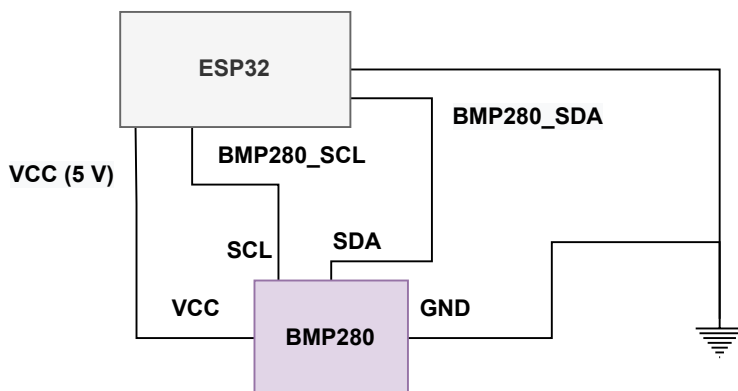 ESP32
BMP280_SDA
BMP280_SCL
VCC (5 V)
SCL
SDA
VCC
GND
BMP280